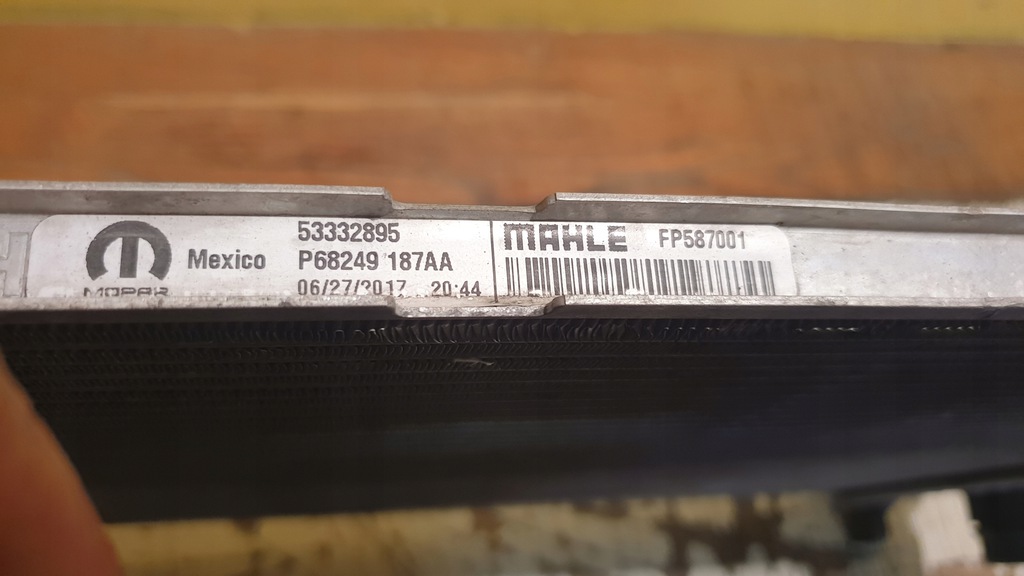 MOPAR
Mexico
53332895
P68249 187AA
06/27/2017 20:44
MAHLE FP587001